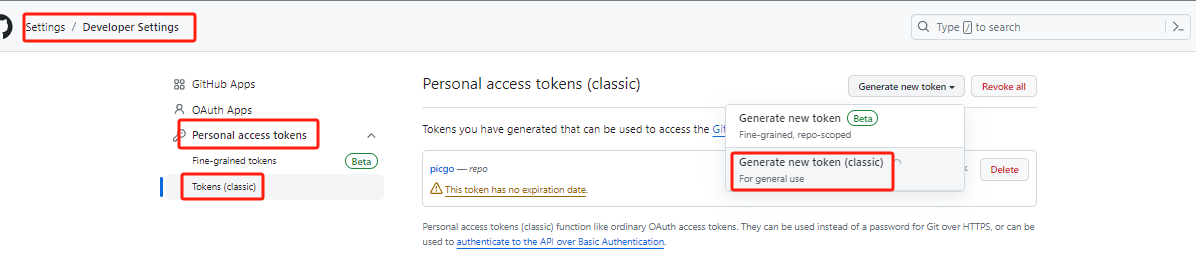 Settings / Developer Settings
Type / to search
GitHub Apps
OAuth Apps
Personal access tokens
Fine-grained tokens Beta
Tokens (classic)
Personal access tokens (classic)
Generate new token
Revoke all
Generate new token Beta
Fine-grained, repo-scoped
Generate new token (classic)
For general use
Tokens you have generated that can be used to access the
picgo — repo
Delete
This token has no expiration date.
Personal access tokens (classic) function like ordinary OAuth access tokens. They can be used instead of a password for Git over HTTPS, or can be
used to authenticate to the API over Basic Authentication.